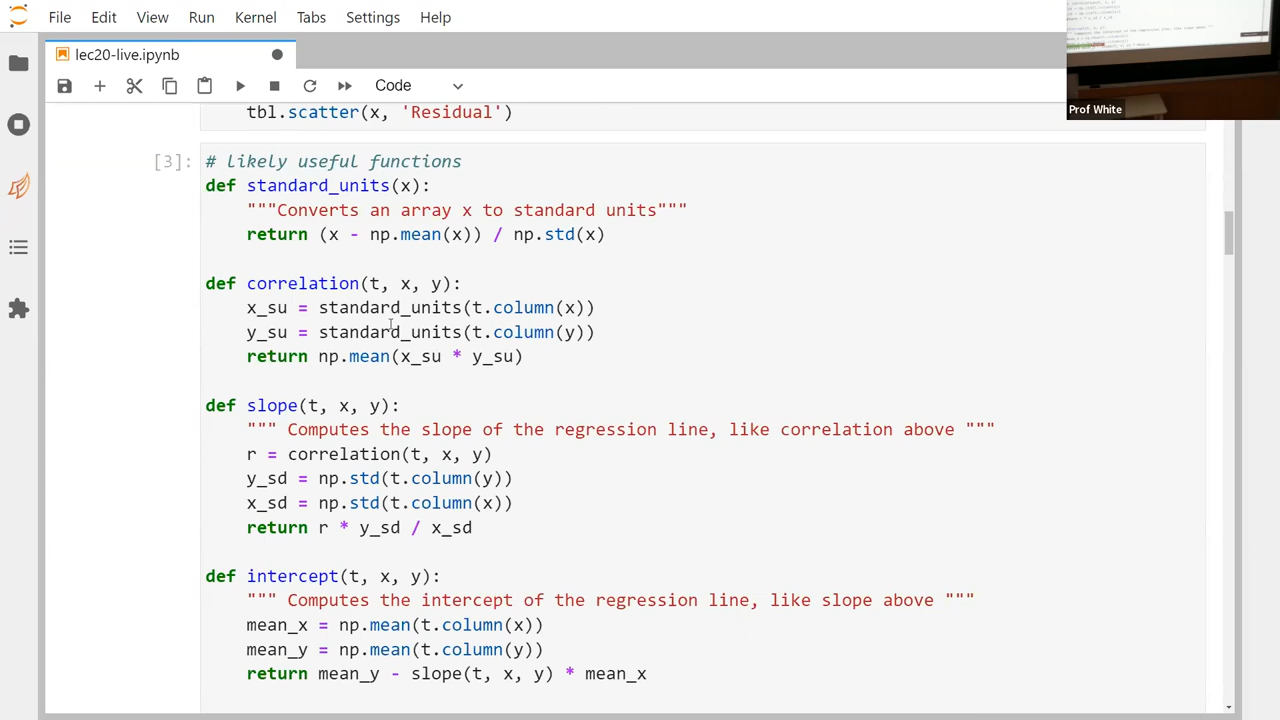 File Edit View Run Kernel Tabs Settings Help
lec20-live.ipynb
Code
Prof White
tbl.scatter(x, 'Residual')
[3]:
# likely useful functions
def standard_units(x):
    """Converts an array x to standard units"""
    return (x - np.mean(x)) / np.std(x)
def correlation(t, x, y):
    x_su = standard_units(t.column(x))
    y_su = standard_units(t.column(y))
    return np.mean(x_su * y_su)
def slope(t, x, y):
    """ Computes the slope of the regression line, like correlation above """
    r = correlation(t, x, y)
    y_sd = np.std(t.column(y))
    x_sd = np.std(t.column(x))
    return r * y_sd / x_sd
def intercept(t, x, y):
    """ Computes the intercept of the regression line, like slope above """
    mean_x = np.mean(t.column(x))
    mean_y = np.mean(t.column(y))
    return mean_y - slope(t, x, y) * mean_x